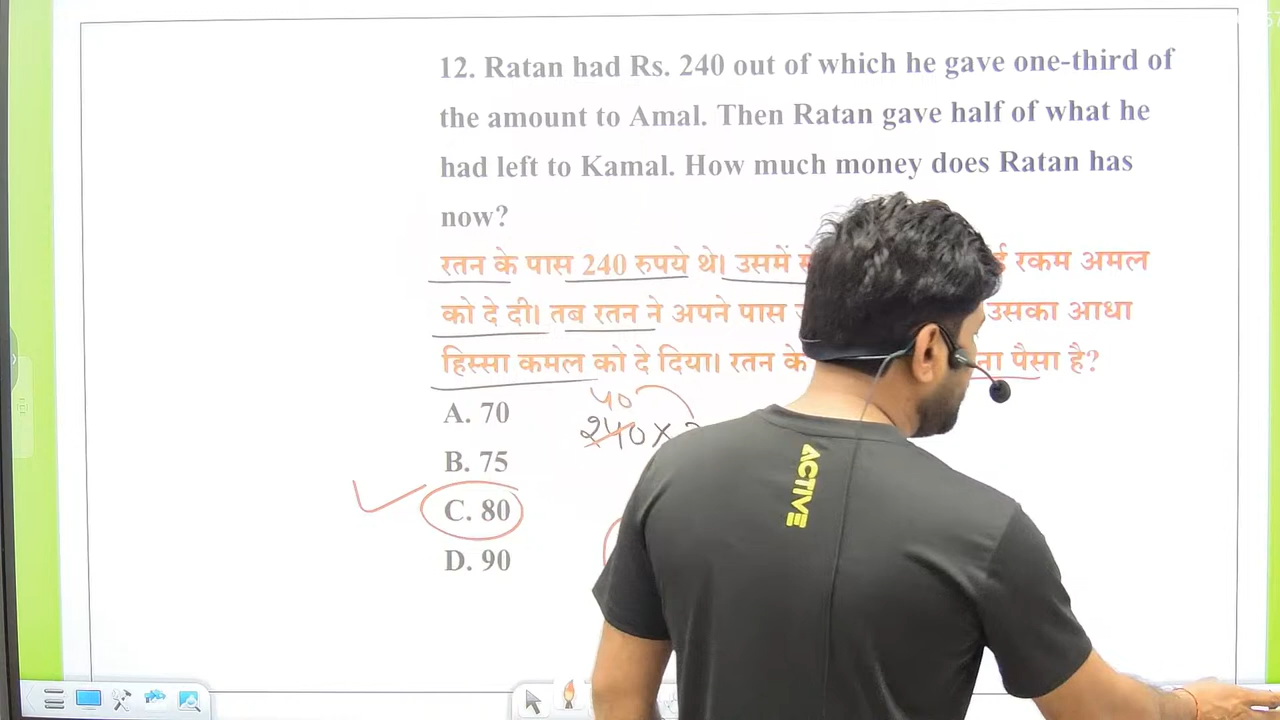 12. Ratan had Rs. 240 out of which he gave one-third of
the amount to Amal. Then Ratan gave half of what he
had left to Kamal. How much money does Ratan has
now?
रतन के पास 240 रुपये थे। उसमें रकम अमल
को दे दी। तब रतन ने अपने पास उसका आधा
हिस्सा कमल को दे दिया। रतन के पैसा है?
A. 70
40
२40 ×
B. 75
C. 80
D. 90
ACTIVE